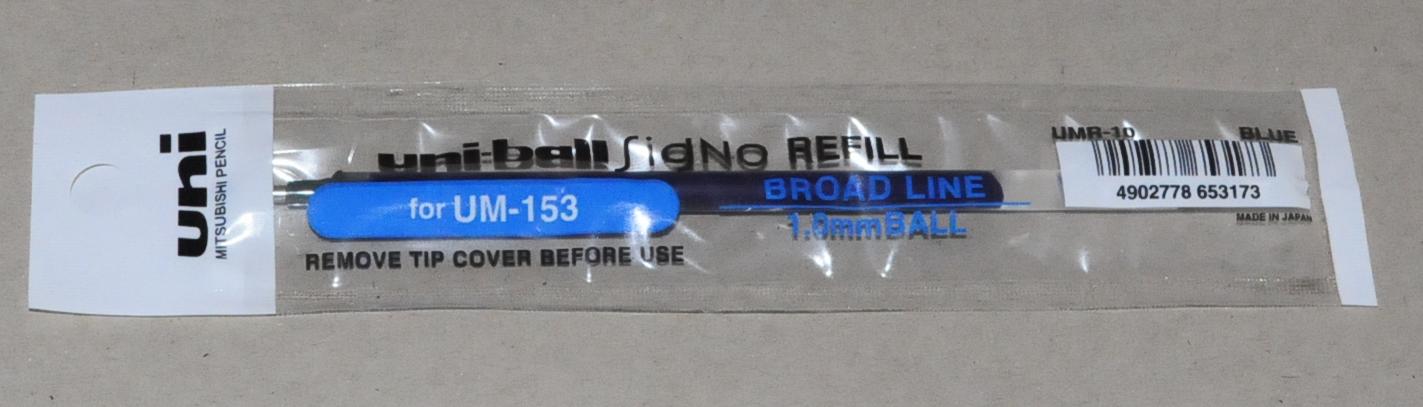 uni
MITSUBISHI PENCIL
uni-ball SigNo REFILL
for UM-153
REMOVE TIP COVER BEFORE USE
BROAD LINE
1.0mm BALL
UMR-10 BLUE
4902778 653173
MADE IN JAPAN